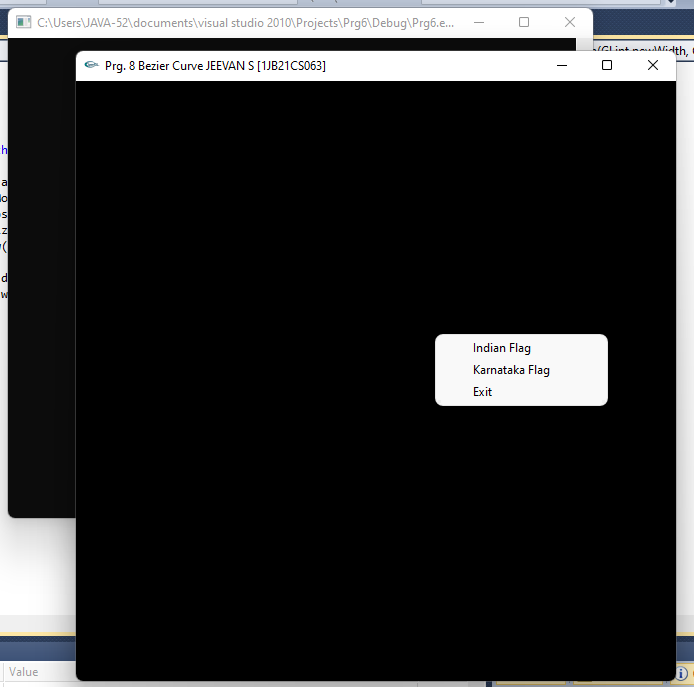 C:\Users\JAVA-52\documents\visual studio 2010\Projects\Prg6\Debug\Prg6.e...
(GLint newWidth,
Prg. 8 Bezier Curve JEEVAN S [1JB21CS063]
Indian Flag
Karnataka Flag
Exit
Value